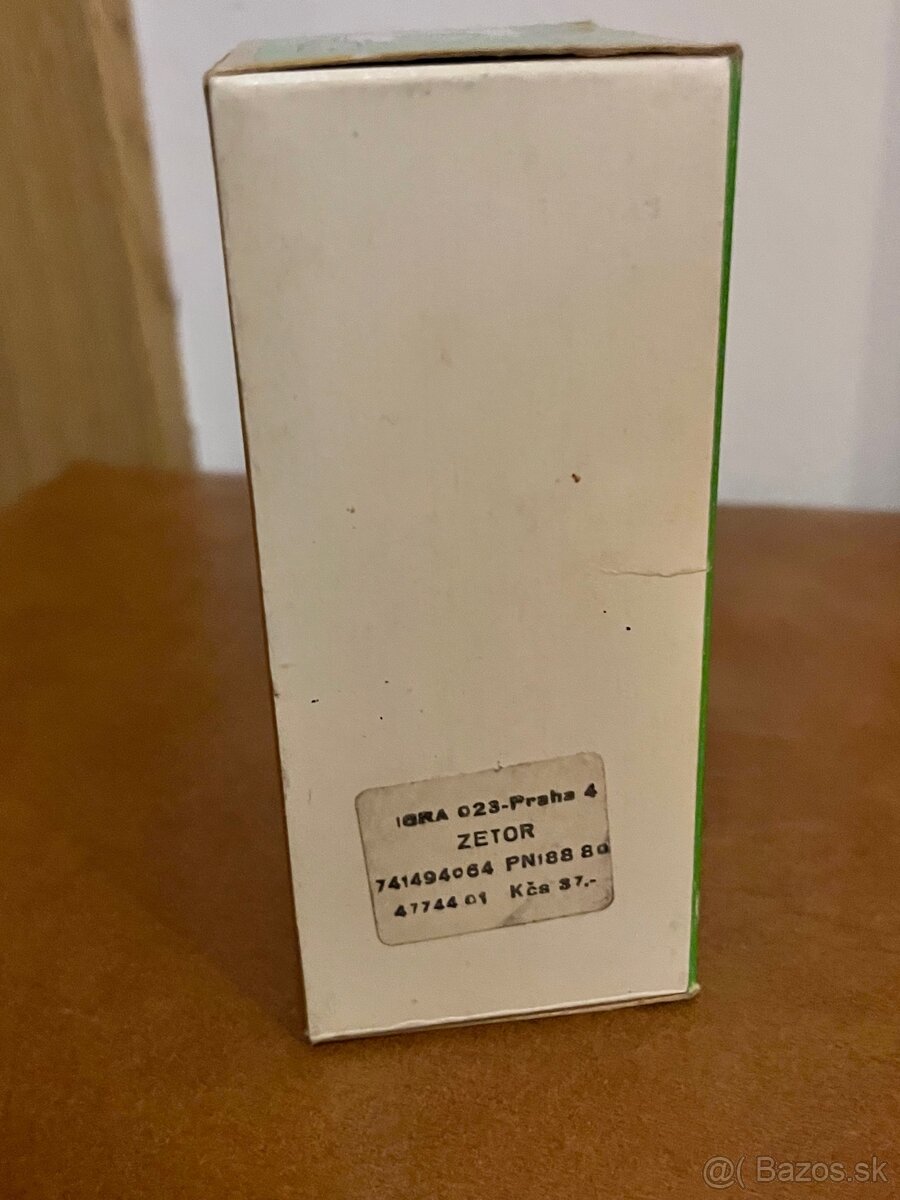 IGRA 023-Praha 4
ZETOR
741494064 PN188 80
47744 01 Kčs 37.-
@( Bazos.sk